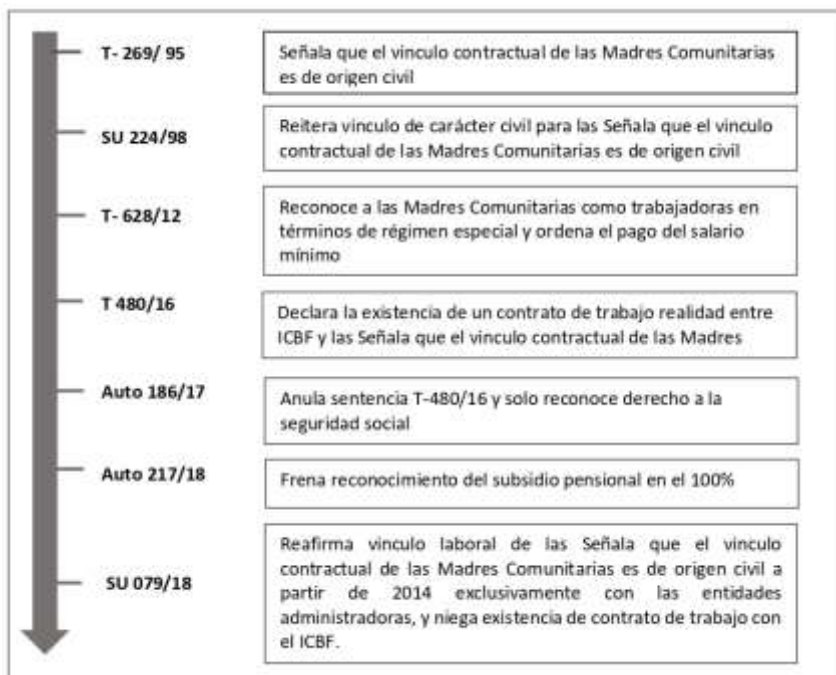 T- 269/ 95
Señala que el vinculo contractual de las Madres Comunitarias
es de origen civil
SU 224/98
Reitera vinculo de carácter civil para las Señala que el vinculo
contractual de las Madres Comunitarias es de origen civil
T- 628/12
Reconoce a las Madres Comunitarias como trabajadoras en
términos de régimen especial y ordena el pago del salario
mínimo
T 480/16
Declara la existencia de un contrato de trabajo realidad entre
ICBF y las Señala que el vinculo contractual de las Madres
Auto 186/17
Anula sentencia T-480/16 y solo reconoce derecho a la
seguridad social
Auto 217/18
Frena reconocimiento del subsidio pensional en el 100%
SU 079/18
Reafirma vinculo laboral de las Señala que el vinculo
contractual de las Madres Comunitarias es de origen civil a
partir de 2014 exclusivamente con las entidades
administradoras, y niega existencia de contrato de trabajo con
el ICBF.